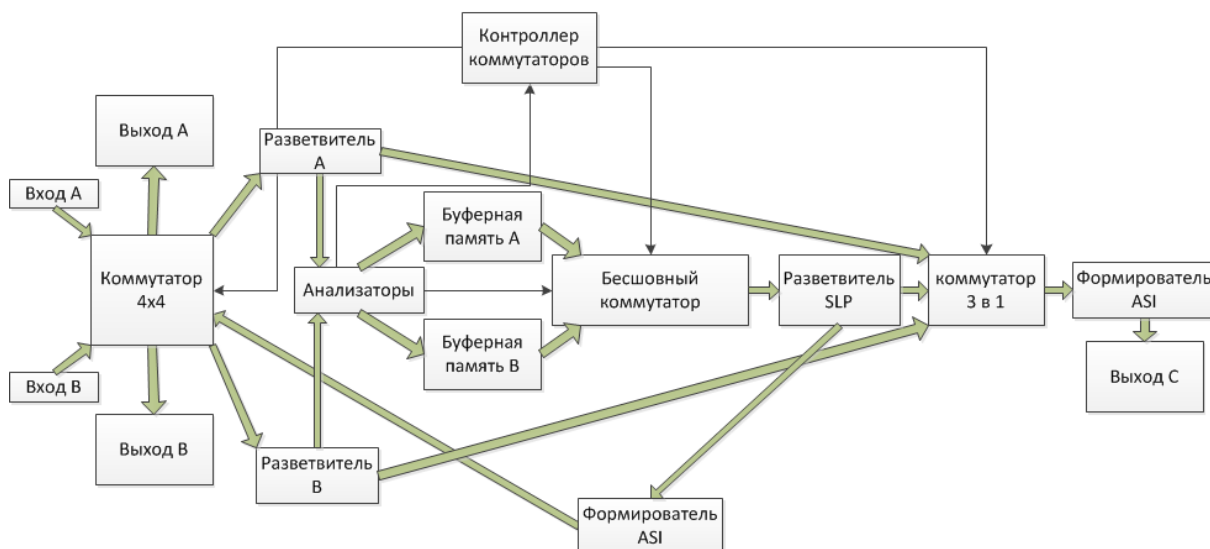 Контроллер
коммутаторов
Выход A
Разветвитель
A
Вход A
Буферная
память A
Коммутатор
4x4
Анализаторы
Бесшовный
коммутатор
Разветвитель
SLP
коммутатор
3 в 1
Формирователь
ASI
Буферная
память B
Вход B
Выход C
Выход B
Разветвитель
B
Формирователь
ASI